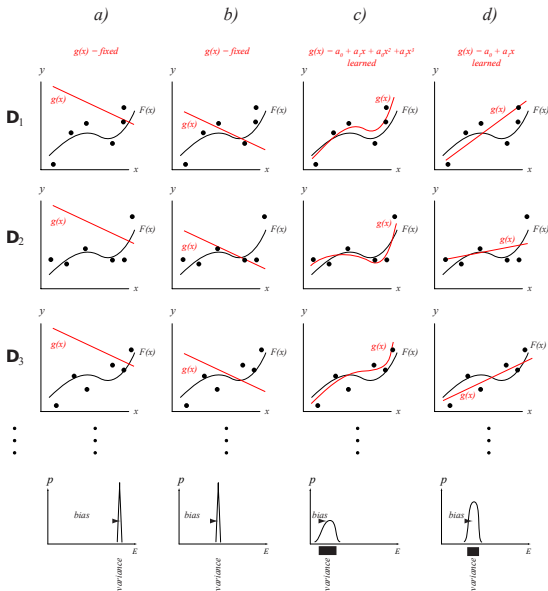 a) b) c) d)
g(x) = fixed g(x) = fixed g(x) = a0 + a1x + a0x² + a3x³ g(x) = a0 + a1x
learned learned
y y y y
D1 g(x) F(x) g(x) F(x) g(x) F(x) g(x) F(x)
x x x x
y y y y
D2 g(x) F(x) g(x) F(x) g(x) F(x) g(x) F(x)
x x x x
y y y y
D3 g(x) F(x) g(x) F(x) g(x) F(x) g(x) F(x)
x x x x
p p p p
bias bias bias bias
E E E E
variance variance variance variance